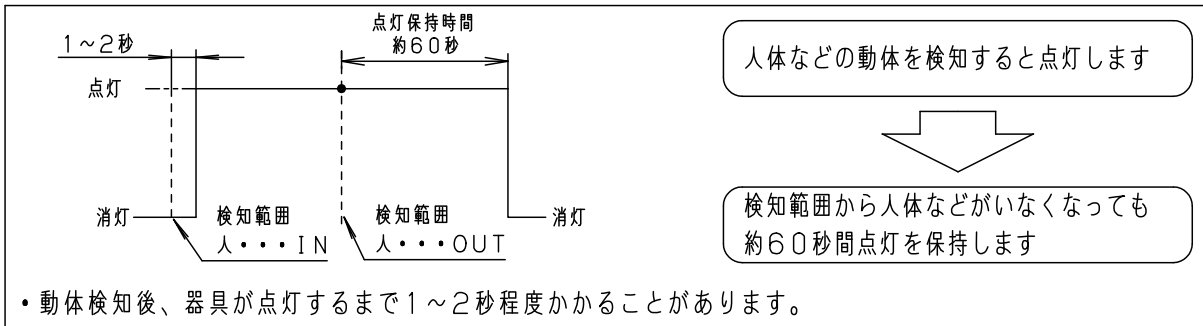 点灯保持時間
約60秒
1～2秒
点灯
消灯
検知範囲
人・・・IN
検知範囲
人・・・OUT
消灯
人体などの動体を検知すると点灯します
検知範囲から人体などがいなくなっても
約60秒間点灯を保持します
・動体検知後、器具が点灯するまで1～2秒程度かかることがあります。